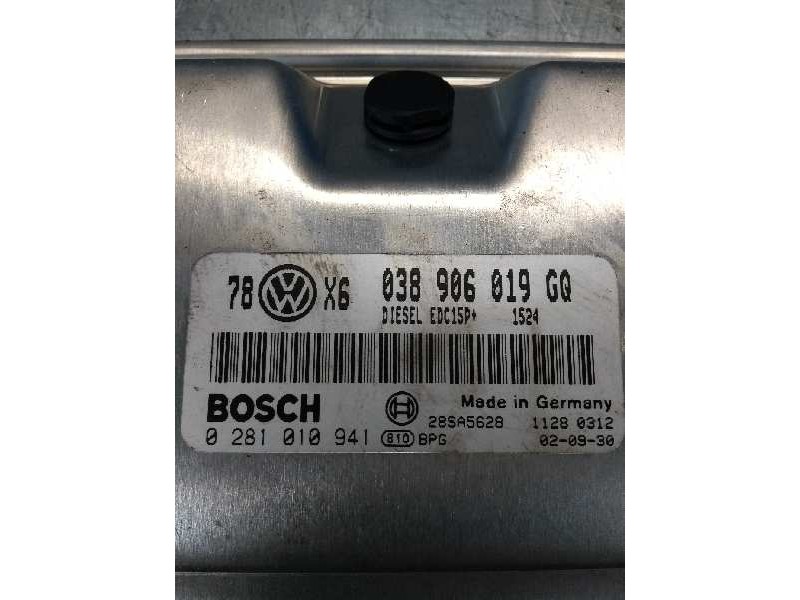 78 VW X6 038 906 019 GQ
DIESEL EDC15P+ 1524
BOSCH Made in Germany
28SA5628 1128 0312
0 281 010 941 810 BPG 02-09-30